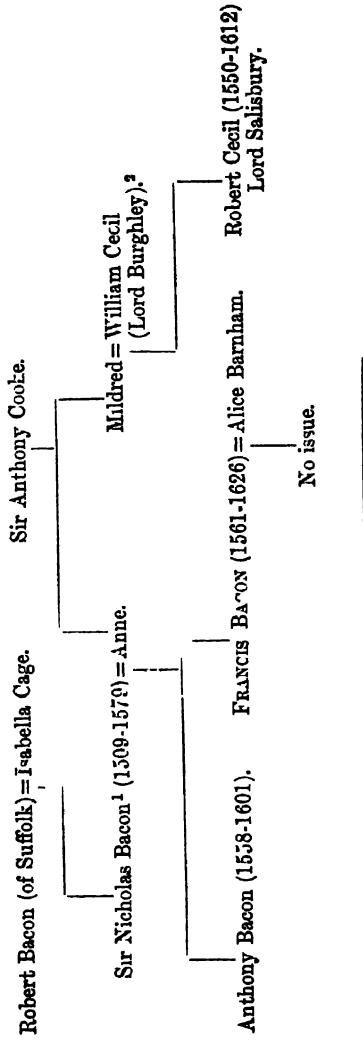 Robert Bacon (of Suffolk) = Isabella Cage.
Sir Anthony Cooke.
Sir Nicholas Bacon¹ (1509-1579) = Anne.
Mildred = William Cecil
(Lord Burghley).²
Anthony Bacon (1558-1601).
FRANCIS BACON (1561-1626) = Alice Barnham.
Robert Cecil (1550-1612)
Lord Salisbury.
No issue.